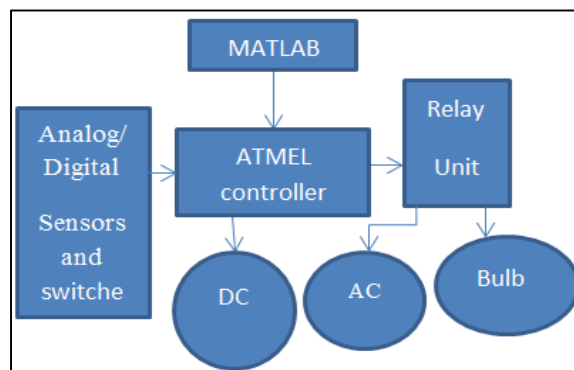 MATLAB
Analog/
Digital
Sensors
and
switche
ATMEL
controller
Relay
Unit
DC
AC
Bulb